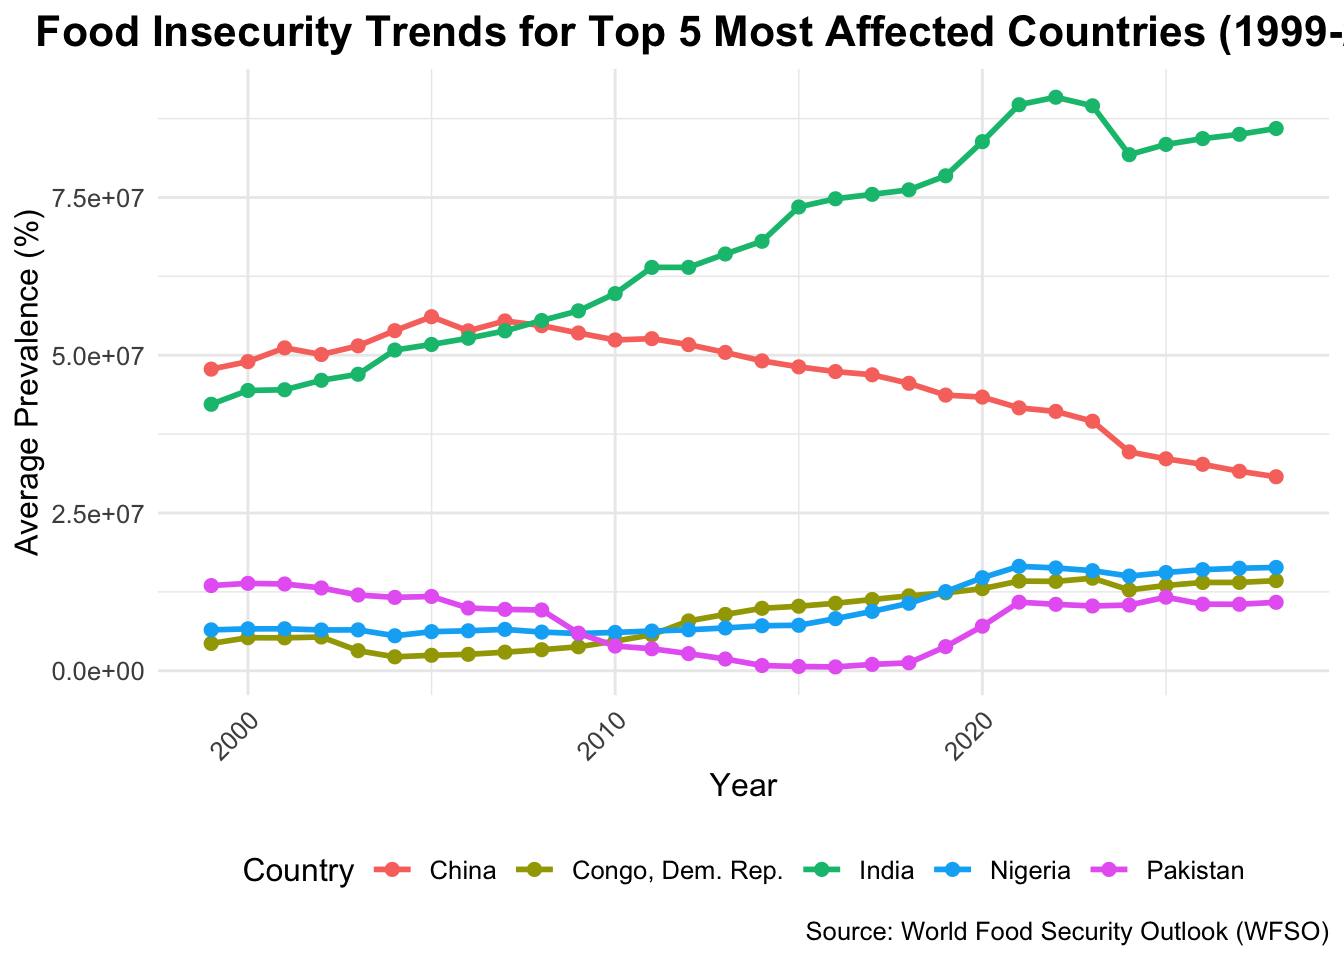 Food Insecurity Trends for Top 5 Most Affected Countries (1999-
Average Prevalence (%)
7.5e+07
5.0e+07
2.5e+07
0.0e+00
2000
2010
2020
Year
Country
China
Congo, Dem. Rep.
India
Nigeria
Pakistan
Source: World Food Security Outlook (WFSO)